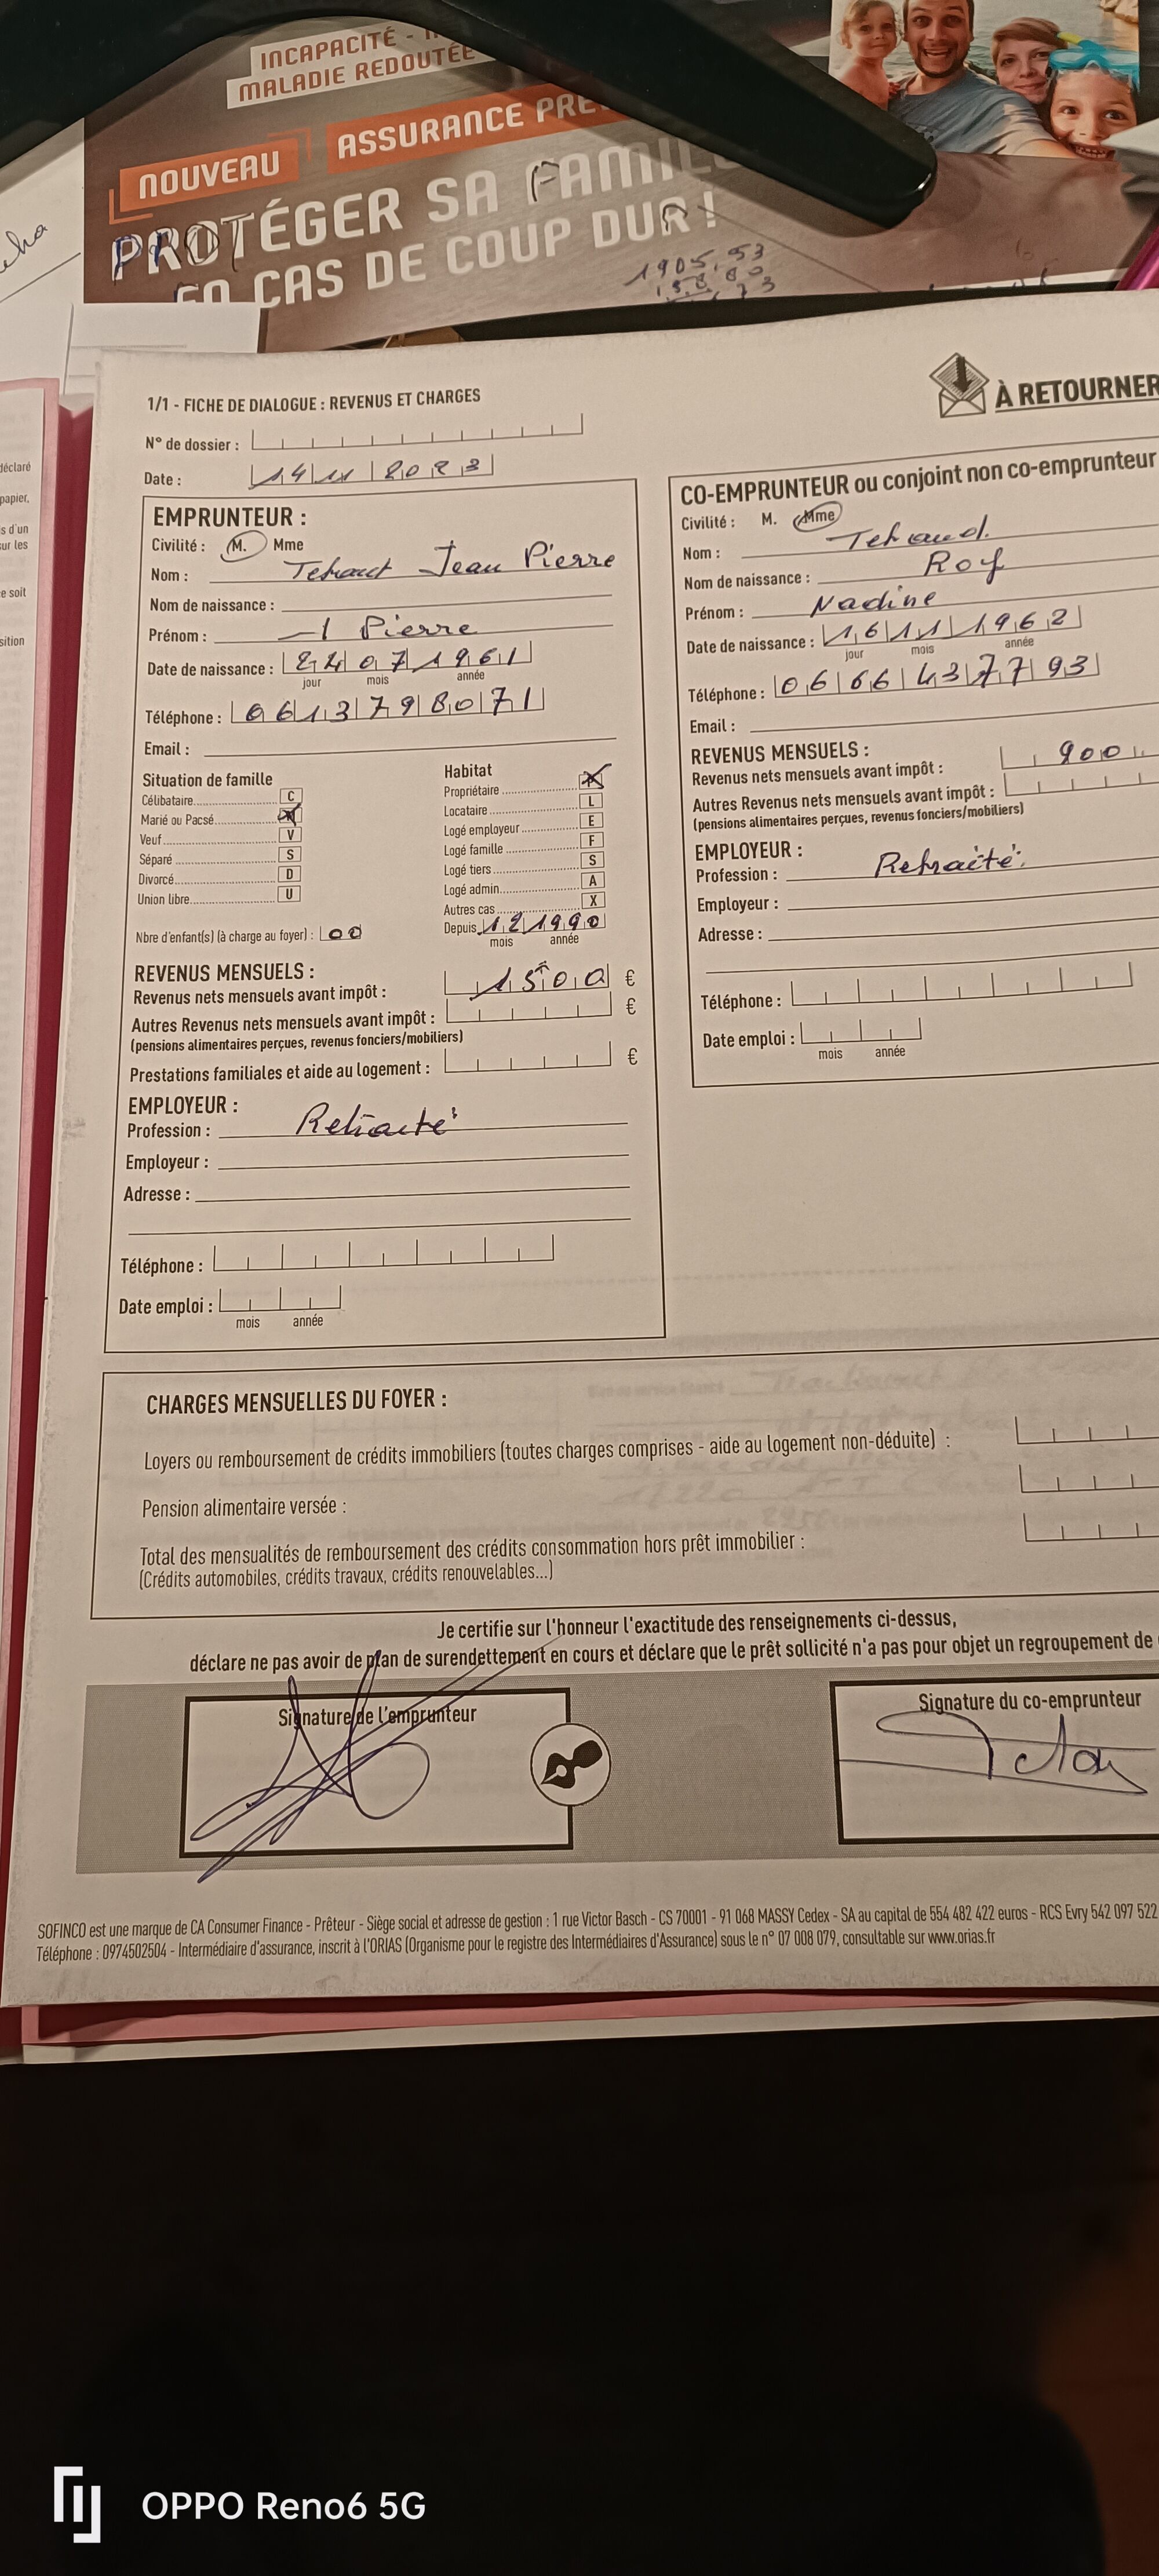 INCAPACITÉ -
MALADIE REDOUTÉE
NOUVEAU
ASSURANCE
PROTÉGER SA
EN CAS DE COUP DUR !
1905,53
1/1 - FICHE DE DIALOGUE : REVENUS ET CHARGES
À RETOURNER
N° de dossier :
Date : 14 11 2023
déclaré
papier,
s d'un
sur les
e soit
sition
EMPRUNTEUR :
Civilité : M. Mme
Nom : Jean Pierre
Nom de naissance :
Prénom : Pierre
Date de naissance : 24 07 1961
jour mois année
Téléphone : 06 13 79 80 71
Email :
Situation de famille
Célibataire C
Marié ou Pacsé
Veuf V
Séparé S
Divorcé D
Union libre U
Habitat
Propriétaire
Locataire L
Logé employeur E
Logé famille F
Logé tiers S
Logé admin. A
Autres cas X
Depuis 12 1990
mois année
Nbre d'enfant(s) (à charge au foyer) : 00
REVENUS MENSUELS :
Revenus nets mensuels avant impôt : 1500 €
Autres Revenus nets mensuels avant impôt : €
(pensions alimentaires perçues, revenus fonciers/mobiliers)
Prestations familiales et aide au logement : €
EMPLOYEUR :
Profession : Retraité
Employeur :
Adresse :
Téléphone :
Date emploi :
mois année
CO-EMPRUNTEUR ou conjoint non co-emprunteur
Civilité : M. Mme
Nom :
Nom de naissance : Roy
Prénom : Nadine
Date de naissance : 16 11 1962
jour mois année
Téléphone : 06 66 43 77 93
Email :
REVENUS MENSUELS :
Revenus nets mensuels avant impôt : 900
Autres Revenus nets mensuels avant impôt :
(pensions alimentaires perçues, revenus fonciers/mobiliers)
EMPLOYEUR :
Profession : Retraité
Employeur :
Adresse :
Téléphone :
Date emploi :
mois année
CHARGES MENSUELLES DU FOYER :
Loyers ou remboursement de crédits immobiliers (toutes charges comprises - aide au logement non-déduite) :
Pension alimentaire versée :
Total des mensualités de remboursement des crédits consommation hors prêt immobilier :
(Crédits automobiles, crédits travaux, crédits renouvelables...)
Je certifie sur l'honneur l'exactitude des renseignements ci-dessus,
déclare ne pas avoir de plan de surendettement en cours et déclare que le prêt sollicité n'a pas pour objet un regroupement de
Signature de l'emprunteur
Signature du co-emprunteur
SOFINCO est une marque de CA Consumer Finance - Prêteur - Siège social et adresse de gestion : 1 rue Victor Basch - CS 70001 - 91 068 MASSY Cedex - SA au capital de 554 482 422 euros - RCS Evry 542 097 522
Téléphone : 0974502504 - Intermédiaire d'assurance, inscrit à l'ORIAS (Organisme pour le registre des Intermédiaires d'Assurance) sous le n° 07 008 079, consultable sur www.orias.fr
OPPO Reno6 5G